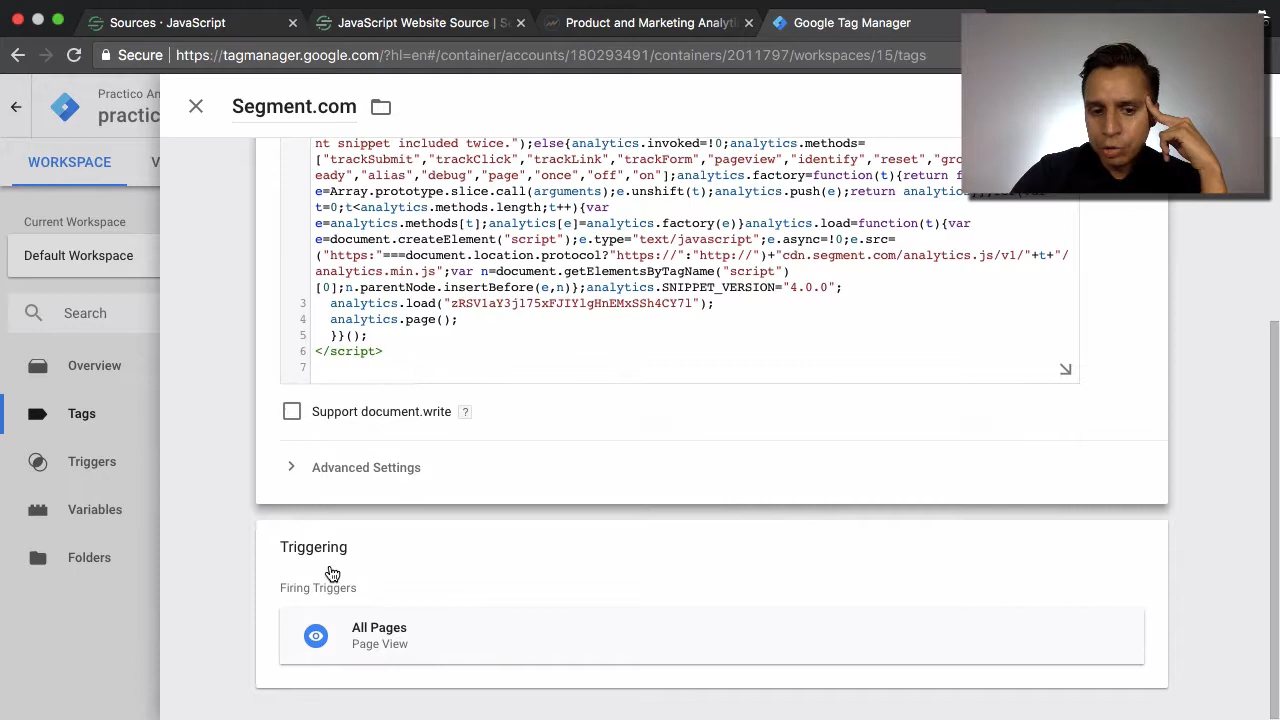 Sources · JavaScript
JavaScript Website Source | Se
Product and Marketing Analyti
Google Tag Manager
Secure
https://tagmanager.google.com/?hl=en#/container/accounts/180293491/containers/2011797/workspaces/15/tags
Practico An
practic
Segment.com
WORKSPACE
V
Current Workspace
Default Workspace
Search
Overview
Tags
Triggers
Variables
Folders
nt snippet included twice.");else{analytics.invoked=!0;analytics.methods=
["trackSubmit","trackClick","trackLink","trackForm","pageview","identify","reset","gro
eady","alias","debug","page","once","off","on"];analytics.factory=function(t){return f
e=Array.prototype.slice.call(arguments);e.unshift(t);analytics.push(e);return analytic
t=0;t<analytics.methods.length;t++){var
e=analytics.methods[t];analytics[e]=analytics.factory(e)}analytics.load=function(t){var
e=document.createElement("script");e.type="text/javascript";e.async=!0;e.src=
("https:"===document.location.protocol?"https://":"http://")+"cdn.segment.com/analytics.js/v1/"+t+"/
analytics.min.js";var n=document.getElementsByTagName("script")
[0];n.parentNode.insertBefore(e,n)};analytics.SNIPPET_VERSION="4.0.0";
3 analytics.load("zRSV1aY3jl75xFJIYlgHnEMxSSh4CY7l");
4 analytics.page();
5 }}();
6 </script>
7
Support document.write ?
Advanced Settings
Triggering
Firing Triggers
All Pages
Page View